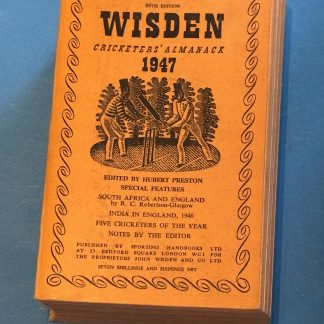 84TH EDITION
WISDEN
CRICKETERS' ALMANACK
1947
EDITED BY HUBERT PRESTON
SPECIAL FEATURES
SOUTH AFRICA AND ENGLAND
by R. C. Robertson-Glasgow
INDIA IN ENGLAND, 1946
FIVE CRICKETERS OF THE YEAR
NOTES BY THE EDITOR
PUBLISHED BY SPORTING HANDBOOKS LTD
AT 13 BEDFORD SQUARE LONDON WC1 FOR
THE PROPRIETORS JOHN WISDEN AND CO LTD
SEVEN SHILLINGS AND SIXPENCE NET